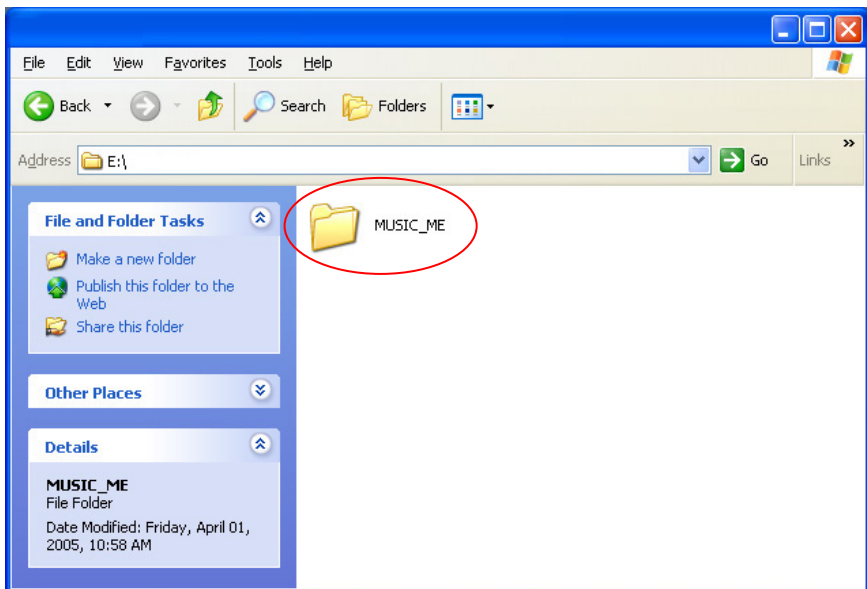 File Edit View Favorites Tools Help
Back Search Folders
Address E:\ Go Links »
File and Folder Tasks
Make a new folder
Publish this folder to the
Web
Share this folder
Other Places
Details
MUSIC_ME
File Folder
Date Modified: Friday, April 01,
2005, 10:58 AM
MUSIC_ME